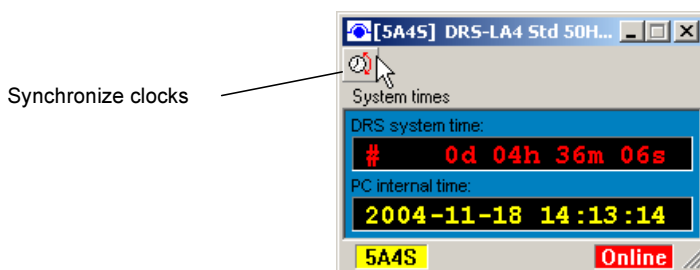 [5A4S] DRS-LA4 Std 50H...
Synchronize clocks
System times
DRS system time:
# 0d 04h 36m 06s
PC internal time:
2004-11-18 14:13:14
5A4S Online